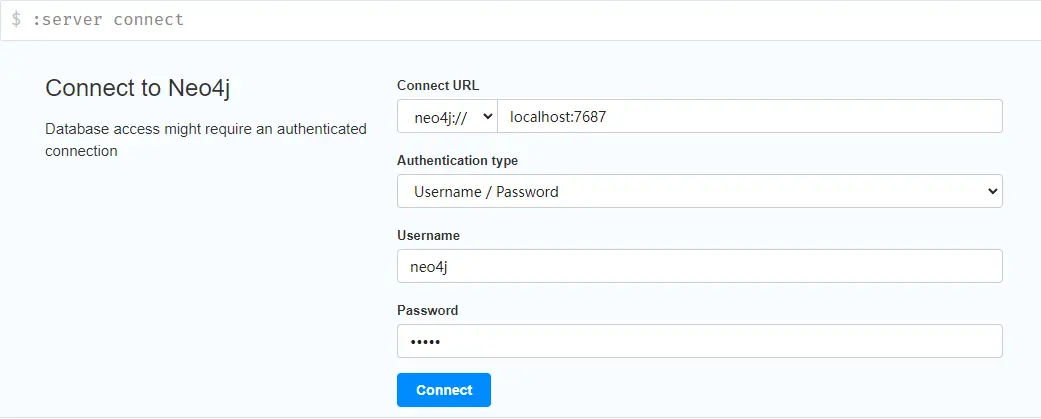 $ :server connect
Connect to Neo4j
Database access might require an authenticated
connection
Connect URL
neo4j:// localhost:7687
Authentication type
Username / Password
Username
neo4j
Password
•••••
Connect